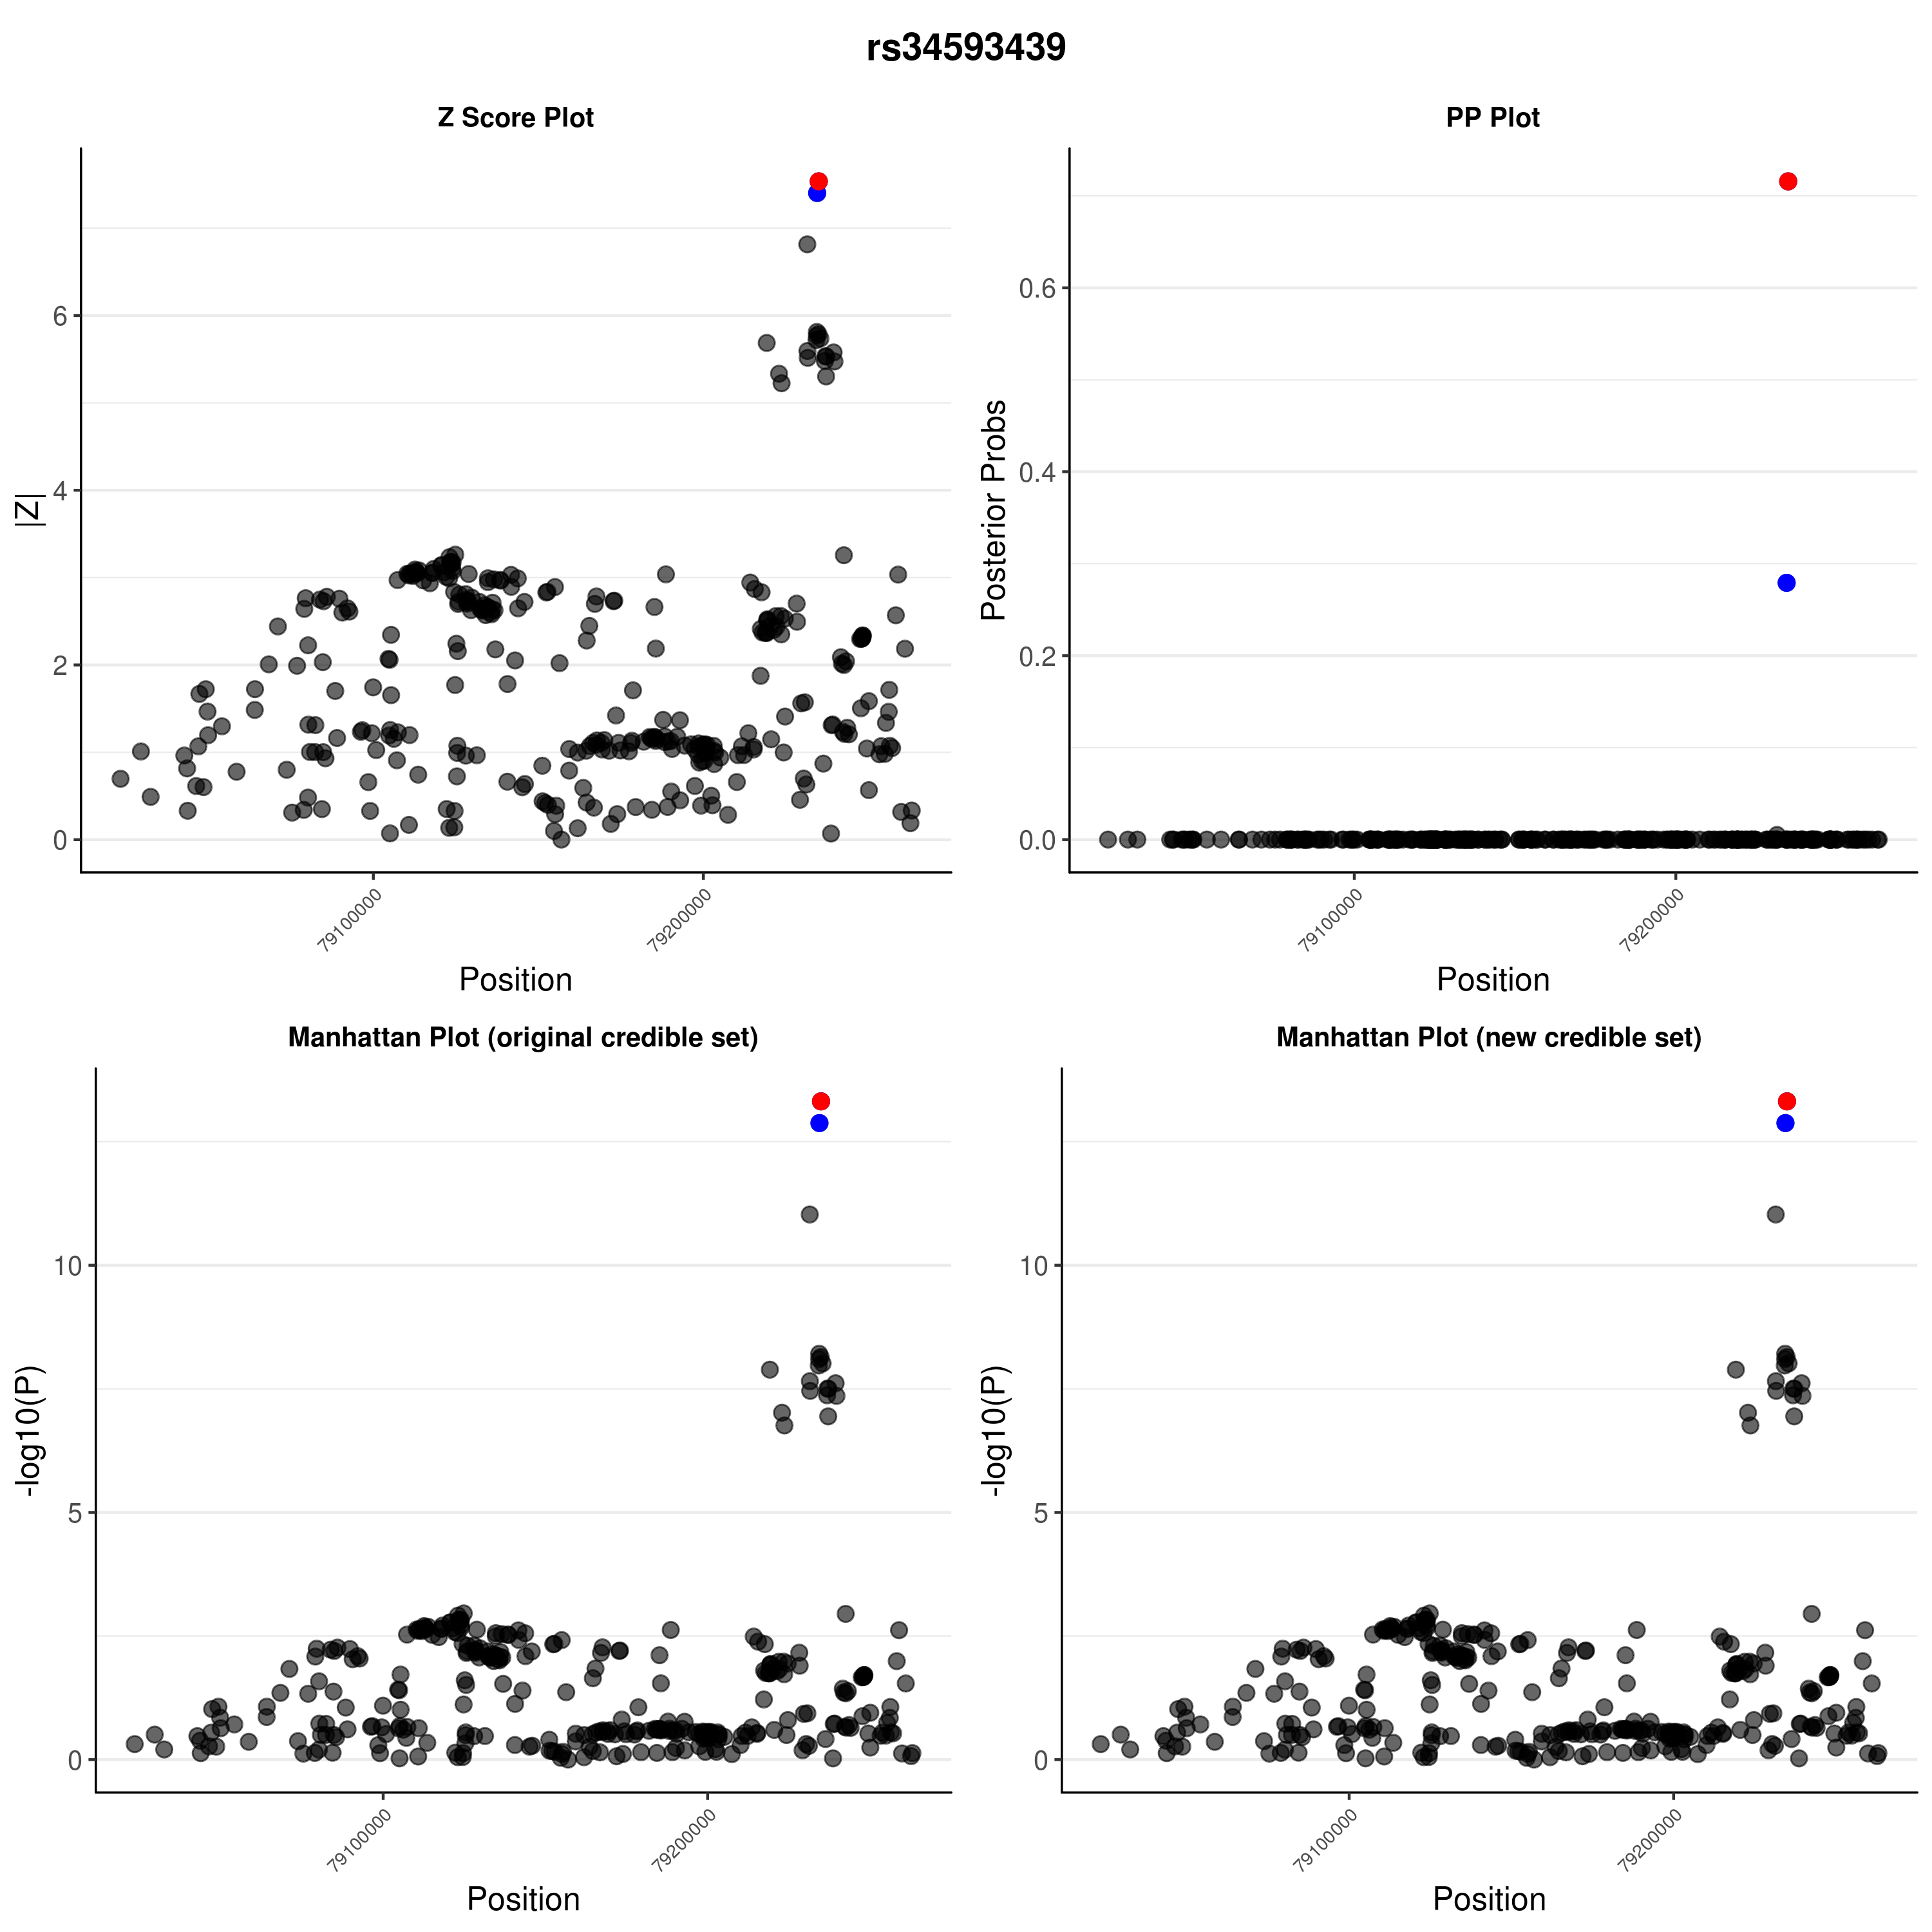 rs34593439
Z Score Plot
|Z|
6
4
2
0
79100000
79200000
Position
PP Plot
Posterior Probs
0.6
0.4
0.2
0.0
79100000
79200000
Position
Manhattan Plot (original credible set)
-log10(P)
10
5
0
79100000
79200000
Position
Manhattan Plot (new credible set)
-log10(P)
10
5
0
79100000
79200000
Position